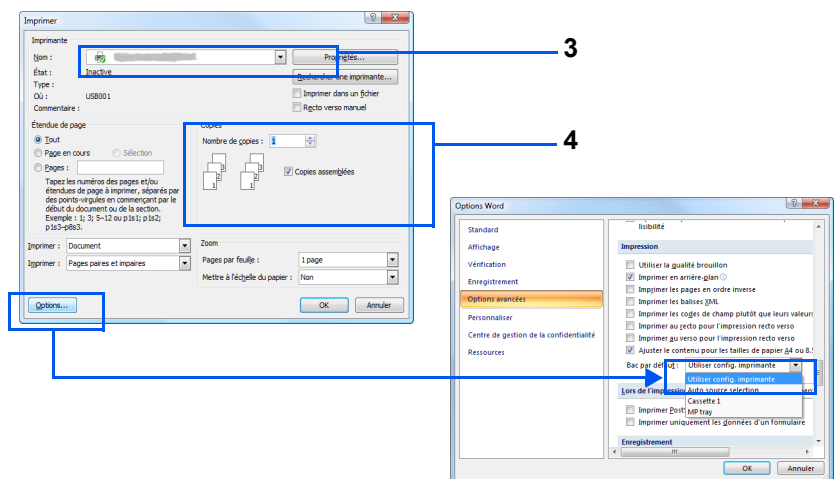 Imprimer
Imprimante
Nom :
Propriétés...
3
État : Inactive
Rechercher une imprimante...
Type :
Où : USB001
Imprimer dans un fichier
Commentaire :
Recto verso manuel
Étendue de page
Copies
Tout
Nombre de copies : 1
4
Page en cours Sélection
Pages :
3 3
2 2
1 1
Copies assemblées
Tapez les numéros des pages et/ou
étendues de page à imprimer, séparés par
des points-virgules en commençant par le
début du document ou de la section.
Exemple : 1; 3; 5–12 ou p1s1; p1s2;
p1s3–p8s3.
Imprimer : Document
Imprimer : Pages paires et impaires
Zoom
Pages par feuille : 1 page
Mettre à l'échelle du papier : Non
Options...
OK Annuler
Options Word
Standard
Affichage
Vérification
Enregistrement
Options avancées
Personnaliser
Centre de gestion de la confidentialité
Ressources
lisibilité
Impression
Utiliser la qualité brouillon
Imprimer en arrière-plan
Imprimer les pages en ordre inverse
Imprimer les balises XML
Imprimer les codes de champ plutôt que leurs valeurs
Imprimer au recto pour l'impression recto verso
Imprimer au verso pour l'impression recto verso
Ajuster le contenu pour les tailles de papier A4 ou 8.5
Bac par défaut : Utiliser config. imprimante
Utiliser config. imprimante
Lors de l'impression
Auto source selection
Cassette 1
Imprimer
MP tray
Imprimer uniquement les données d'un formulaire
Enregistrement
OK Annuler